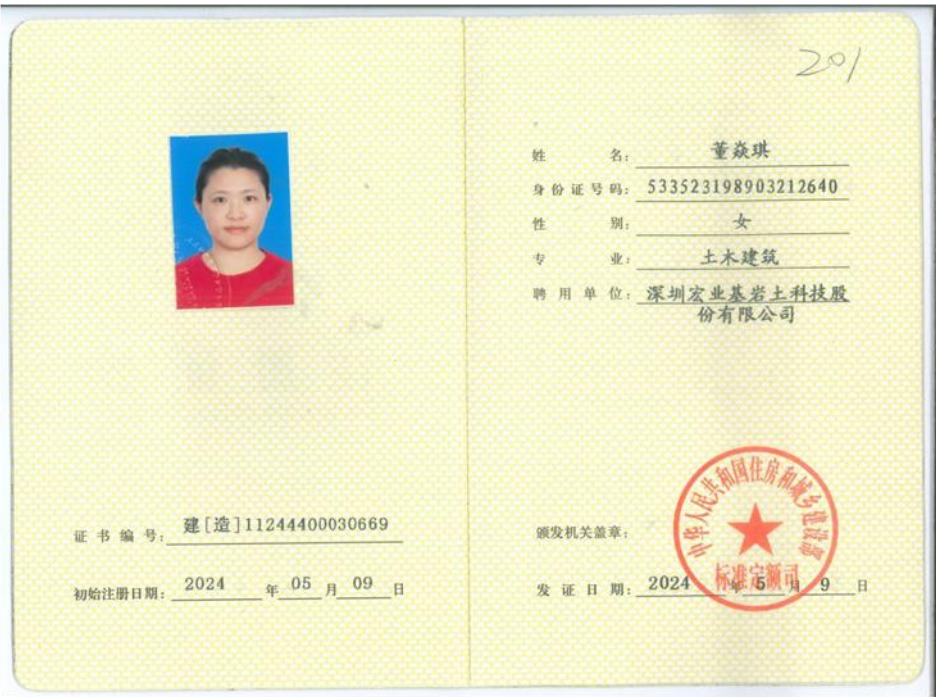 201
姓 名: 董焱琪
身份证号码: 533523198903212640
性 别: 女
专 业: 土木建筑
聘用单位: 深圳宏业基岩土科技股
份有限公司
证书编号: 建[造]11244400030669
初始注册日期: 2024 年 05 月 09 日
颁发机关盖章:
中华人民共和国住房和城乡建设部
标准定额司
发证日期: 2024 年 5 月 9 日